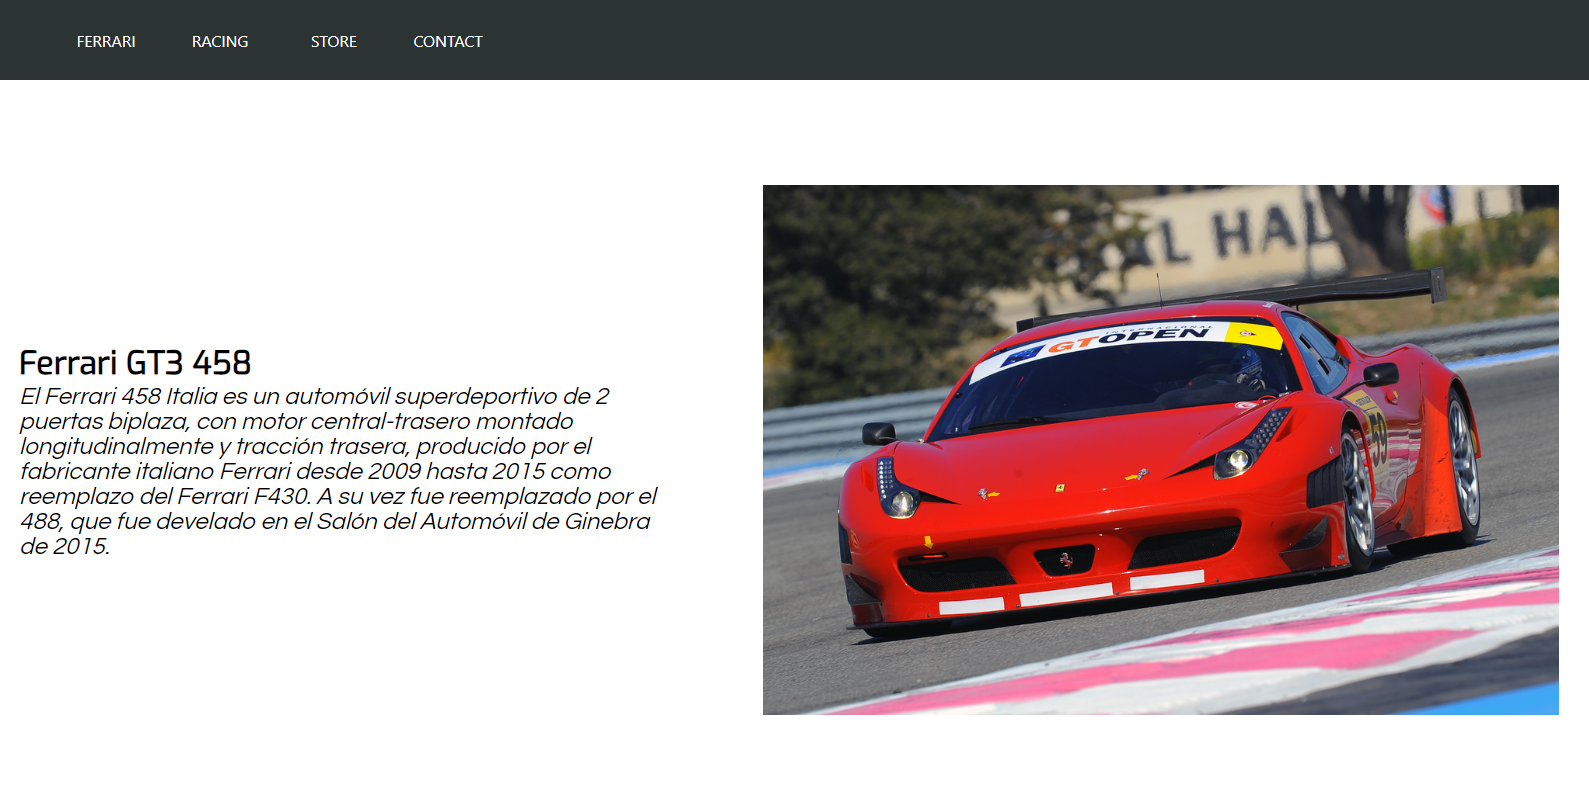 FERRARI RACING STORE CONTACT
Ferrari GT3 458
El Ferrari 458 Italia es un automóvil superdeportivo de 2
puertas biplaza, con motor central-trasero montado
longitudinalmente y tracción trasera, producido por el
fabricante italiano Ferrari desde 2009 hasta 2015 como
reemplazo del Ferrari F430. A su vez fue reemplazado por el
488, que fue develado en el Salón del Automóvil de Ginebra
de 2015.
HAL
INTERNACIONAL
GTOPEN
59